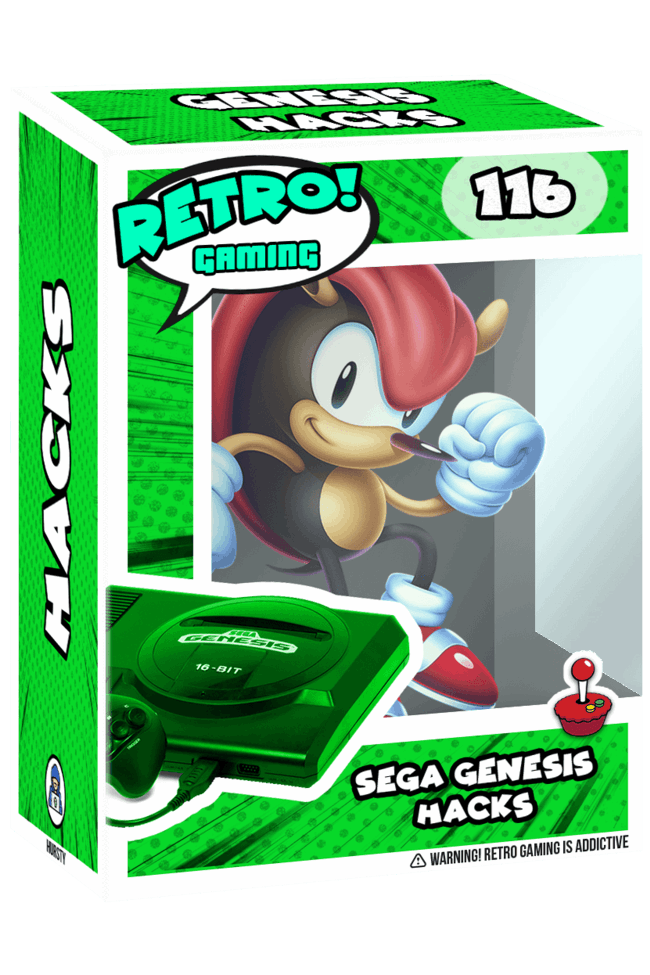 GENESIS
HACKS
RETRO!
GAMING
116
HACKS
SEGA
GENESIS
16-BIT
SEGA GENESIS
HACKS
WARNING! RETRO GAMING IS ADDICTIVE
HURSTY